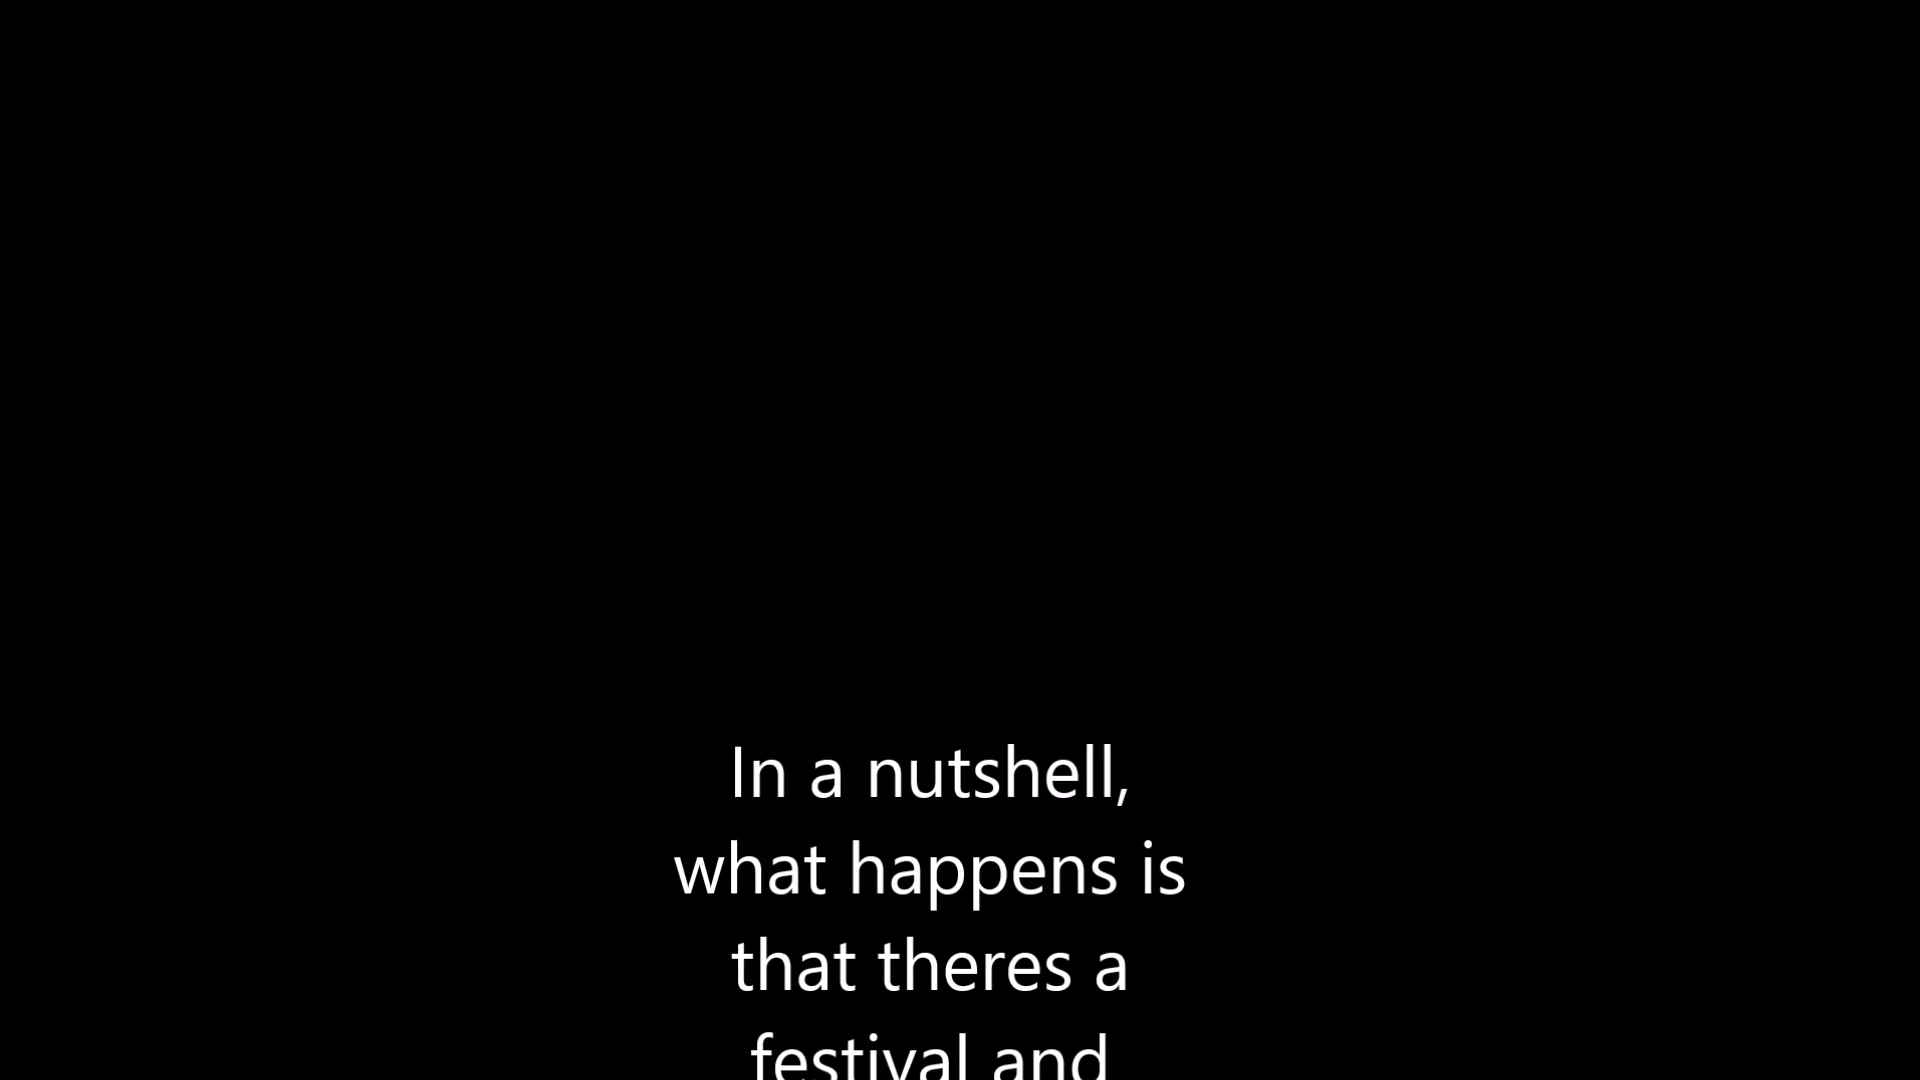 In a nutshell,
what happens is
that theres a
festival and